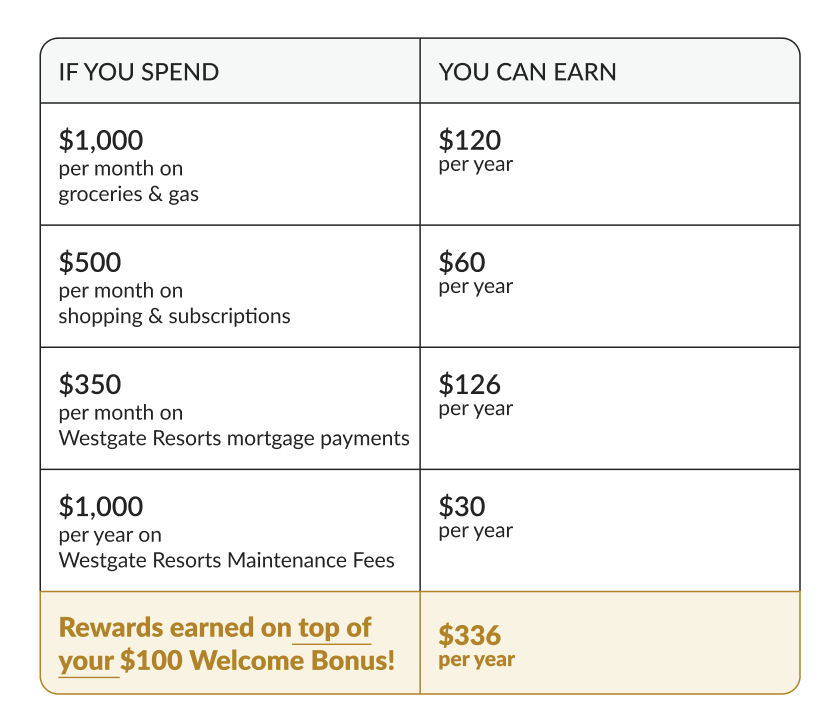 IF YOU SPEND
YOU CAN EARN
$1,000
per month on
groceries & gas
$120
per year
$500
per month on
shopping & subscriptions
$60
per year
$350
per month on
Westgate Resorts mortgage payments
$126
per year
$1,000
per year on
Westgate Resorts Maintenance Fees
$30
per year
Rewards earned on top of
your $100 Welcome Bonus!
$336
per year